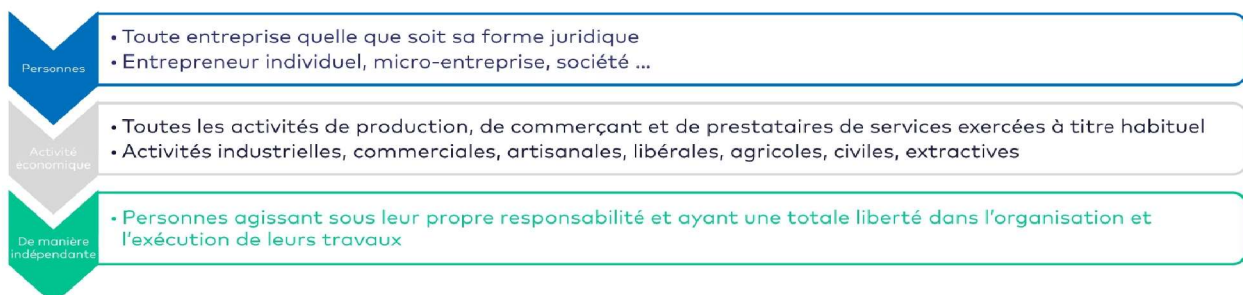 Personnes
• Toute entreprise quelle que soit sa forme juridique
• Entrepreneur individuel, micro-entreprise, société ...
Activité
économique
• Toutes les activités de production, de commerçant et de prestataires de services exercées à titre habituel
• Activités industrielles, commerciales, artisanales, libérales, agricoles, civiles, extractives
De manière
indépendante
• Personnes agissant sous leur propre responsabilité et ayant une totale liberté dans l'organisation et
l'exécution de leurs travaux